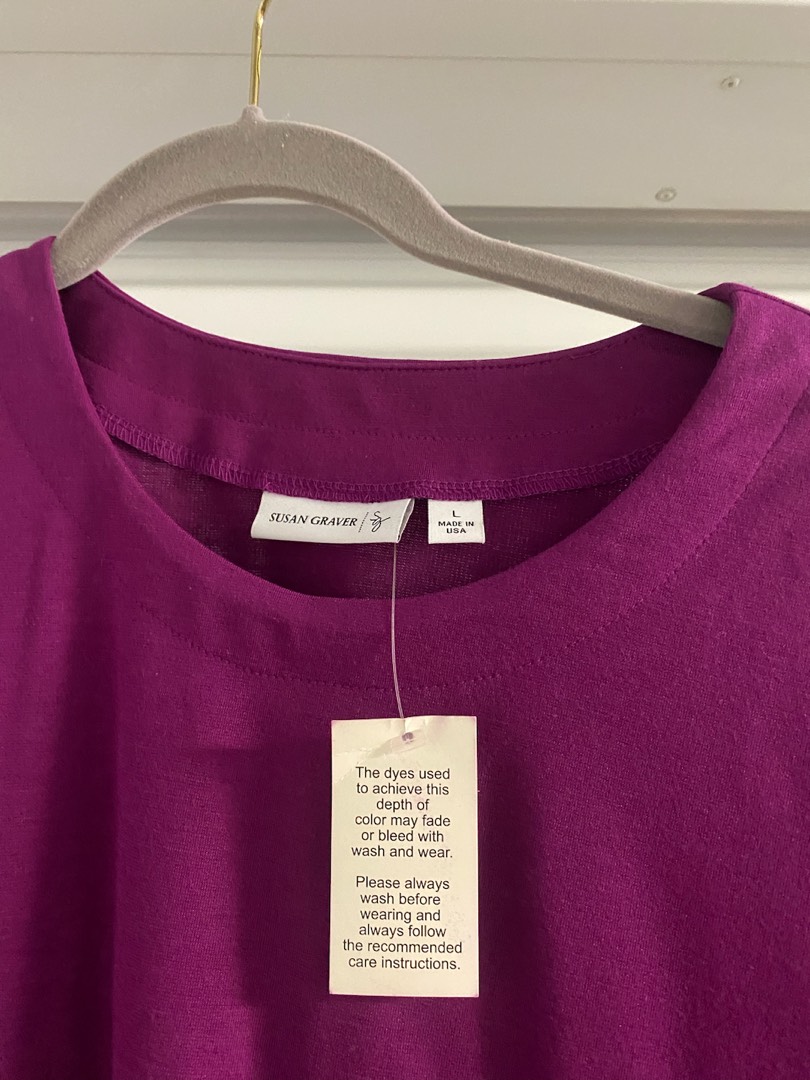 SUSAN GRAVER
L
MADE IN
USA
The dyes used
to achieve this
depth of
color may fade
or bleed with
wash and wear.
Please always
wash before
wearing and
always follow
the recommended
care instructions.